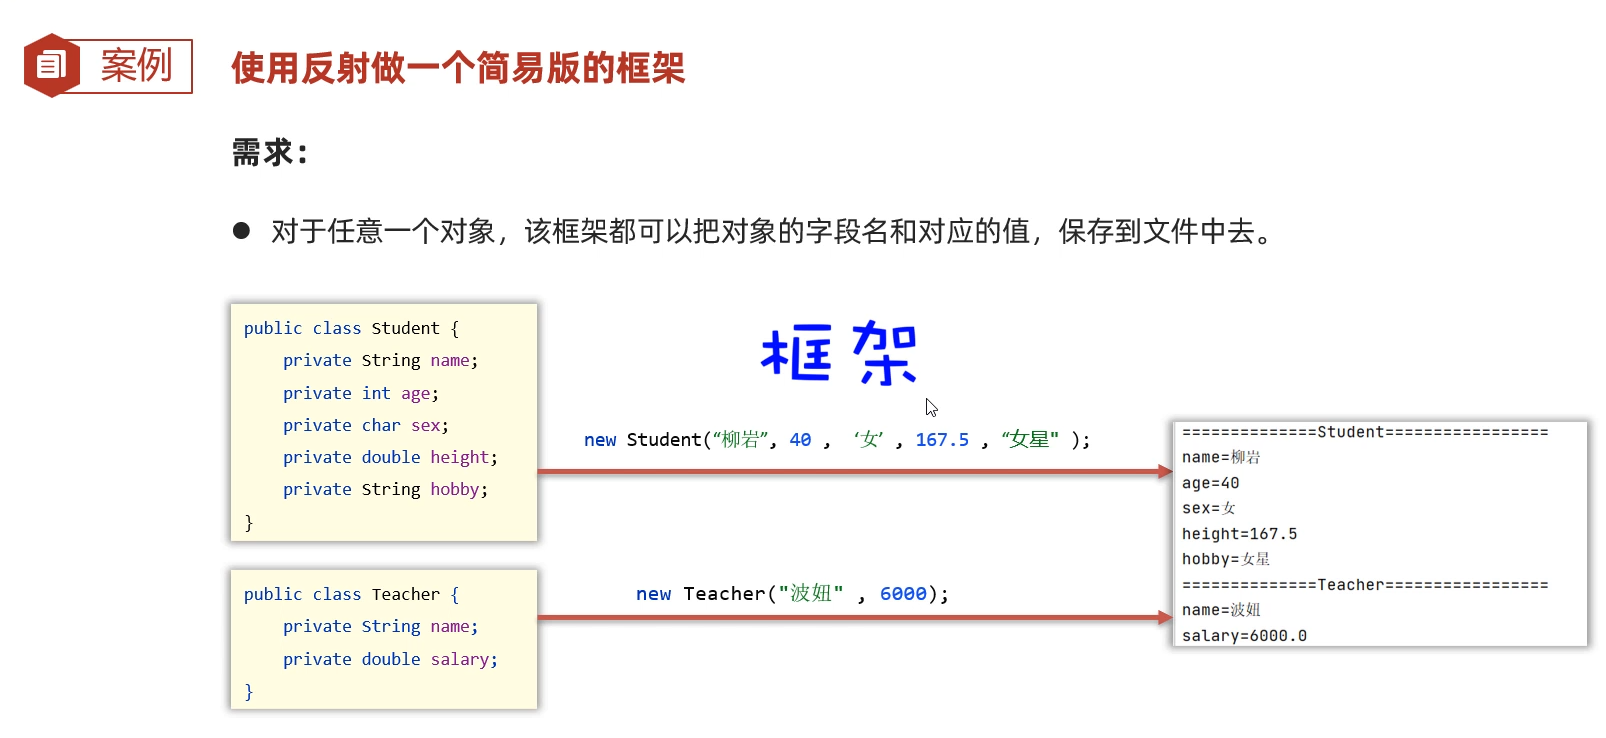 案例
使用反射做一个简易版的框架
需求：
● 对于任意一个对象，该框架都可以把对象的字段名和对应的值，保存到文件中去。
public class Student {
private String name;
private int age;
private char sex;
private double height;
private String hobby;
}
框架
new Student(“柳岩”, 40 , ‘女’ , 167.5 , “女星" );
==============Student=================
name=柳岩
age=40
sex=女
height=167.5
hobby=女星
==============Teacher=================
name=波妞
salary=6000.0
public class Teacher {
private String name;
private double salary;
}
new Teacher("波妞" , 6000);